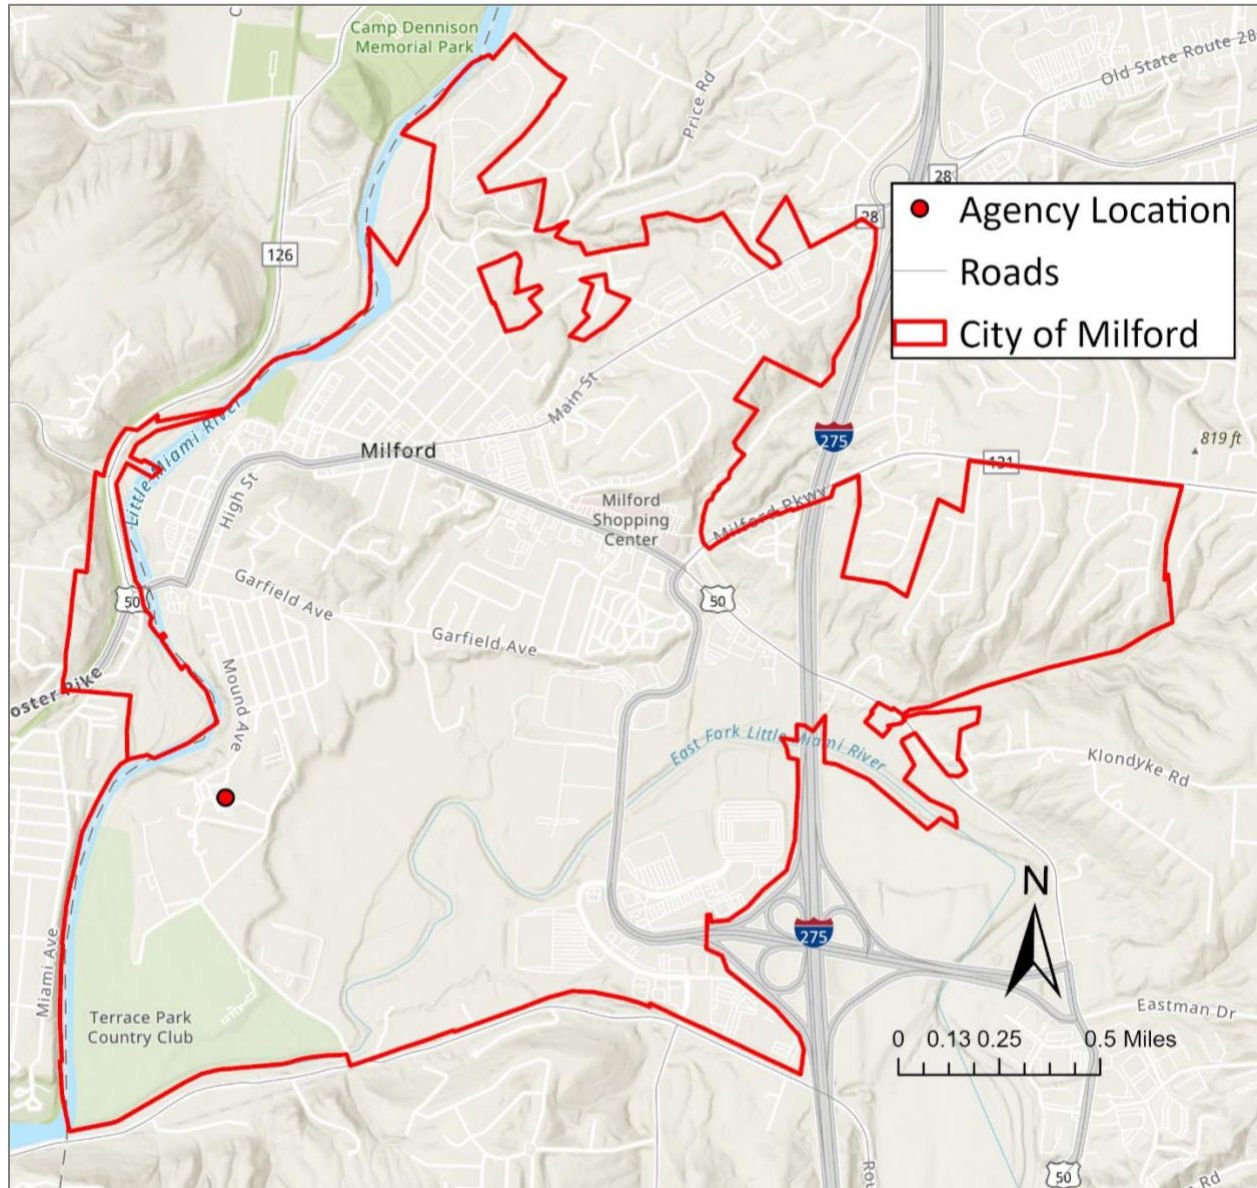 Camp Dennison
Memorial Park
Old State Route 28
Price Rd
28
28
Agency Location
Roads
City of Milford
126
Main St
275
819 ft
131
Little Miami River
Milford
High St
Milford
Shopping
Center
Milford Pkwy
50
50
Garfield Ave
Garfield Ave
Mound Ave
oster Pike
East Fork Little Miami River
Klondyke Rd
N
275
Miami Ave
Terrace Park
Country Club
Eastman Dr
0 0.13 0.25 0.5 Miles
50
Rou
Rd